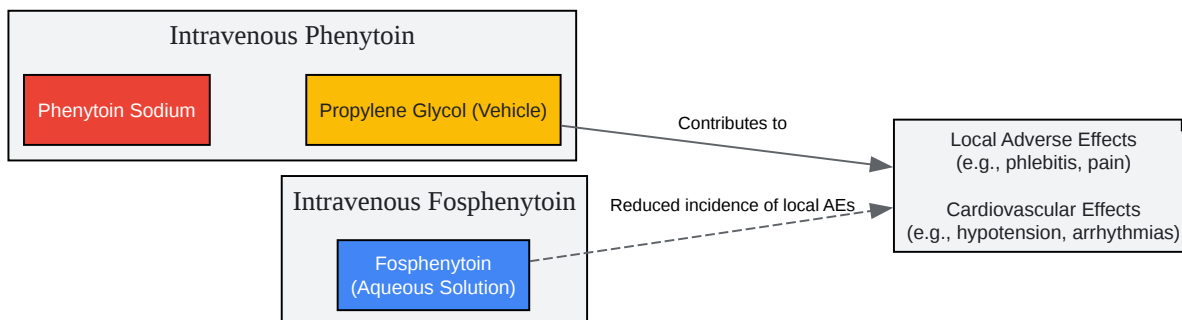 Intravenous Phenytoin
Phenytoin Sodium
Propylene Glycol (Vehicle)
Contributes to
Local Adverse Effects
(e.g., phlebitis, pain)
Cardiovascular Effects
(e.g., hypotension, arrhythmias)
Intravenous Fosphenytoin
Reduced incidence of local AEs
Fosphenytoin
(Aqueous Solution)